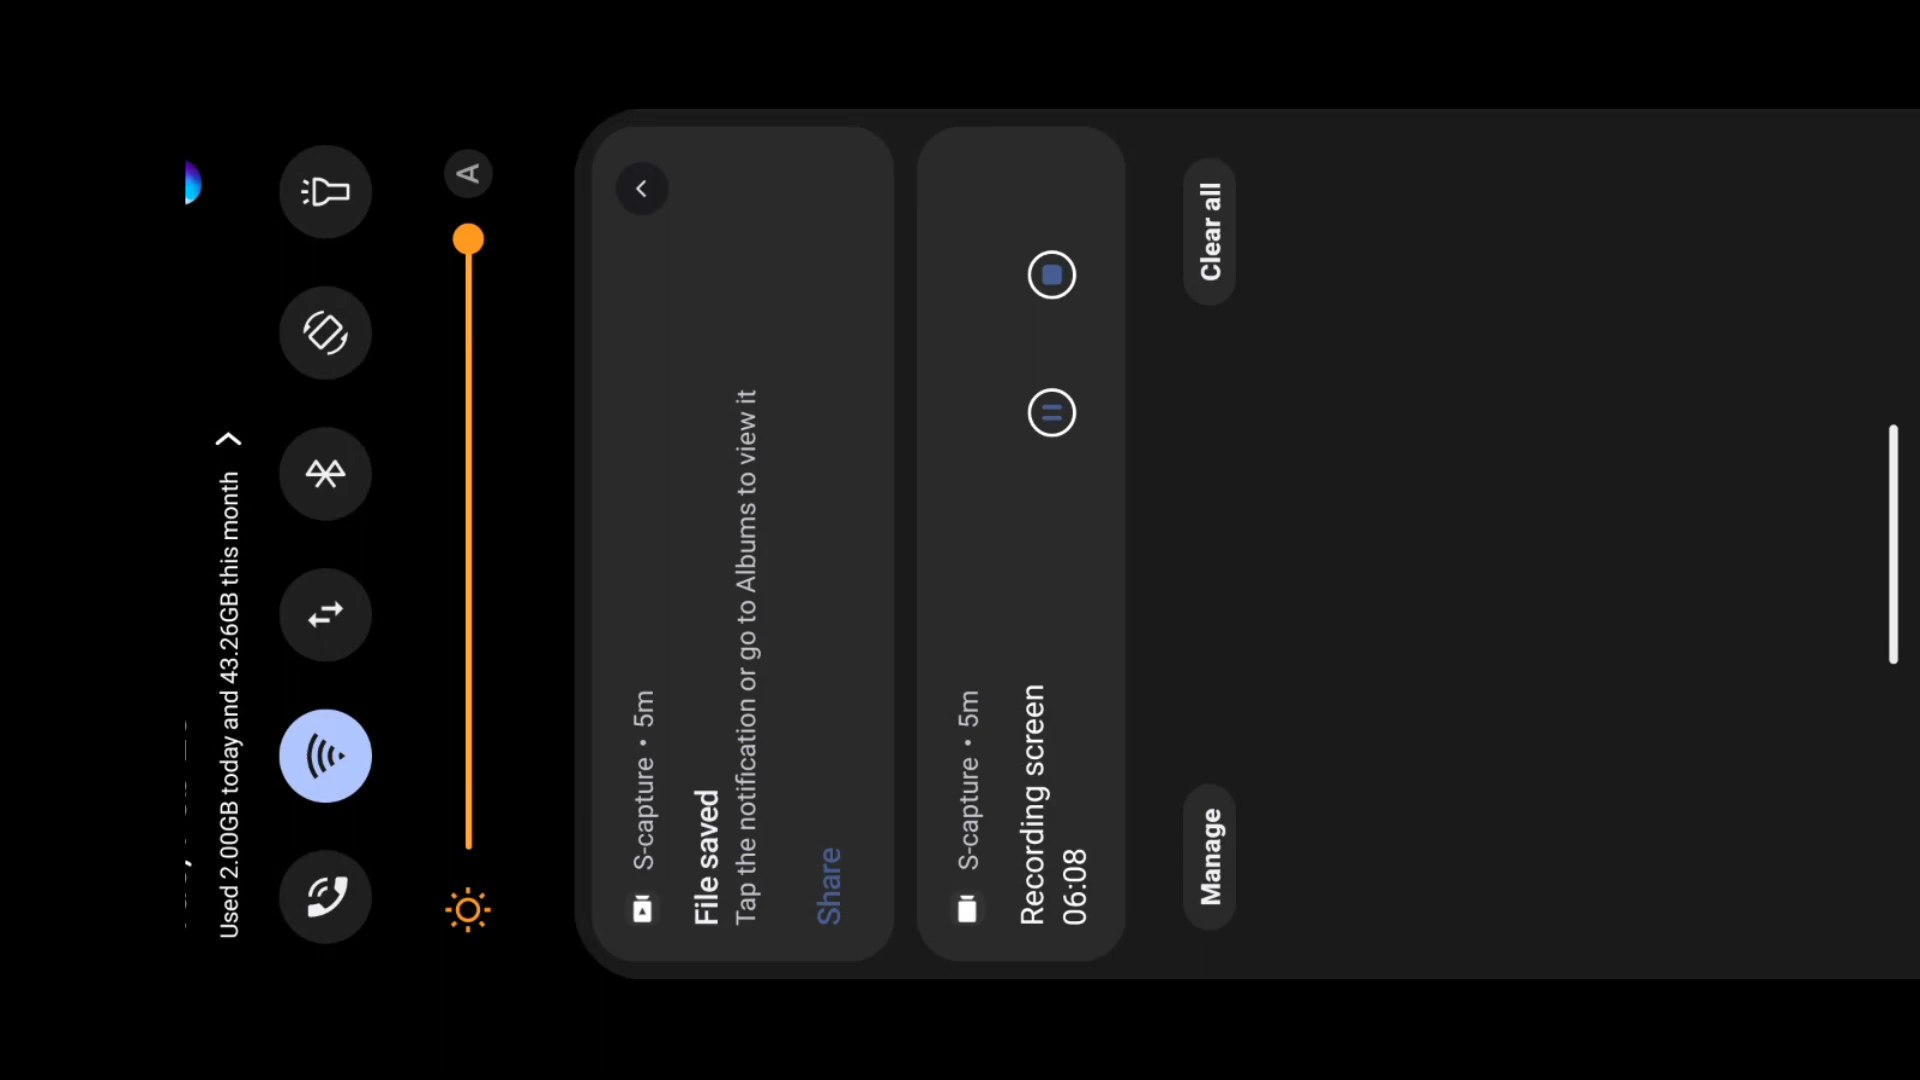 Used 2.00GB today and 43.26GB this month
A
S-capture • 5m
File saved
Tap the notification or go to Albums to view it
Share
S-capture • 5m
Recording screen
06:08
Manage
Clear all